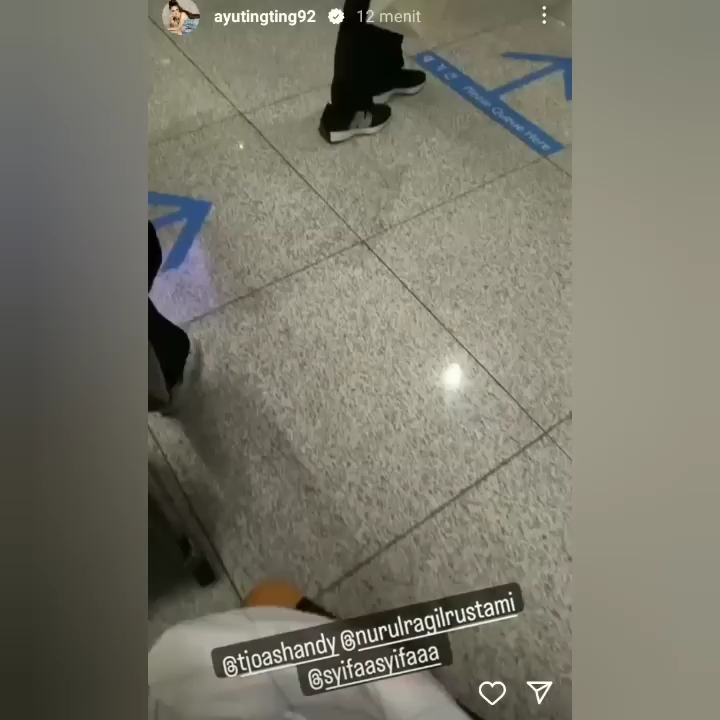 ayutingting92 12 menit
Please Queue Here
@tjoashandy @nurulragilrustami
@syifaasyifaaa